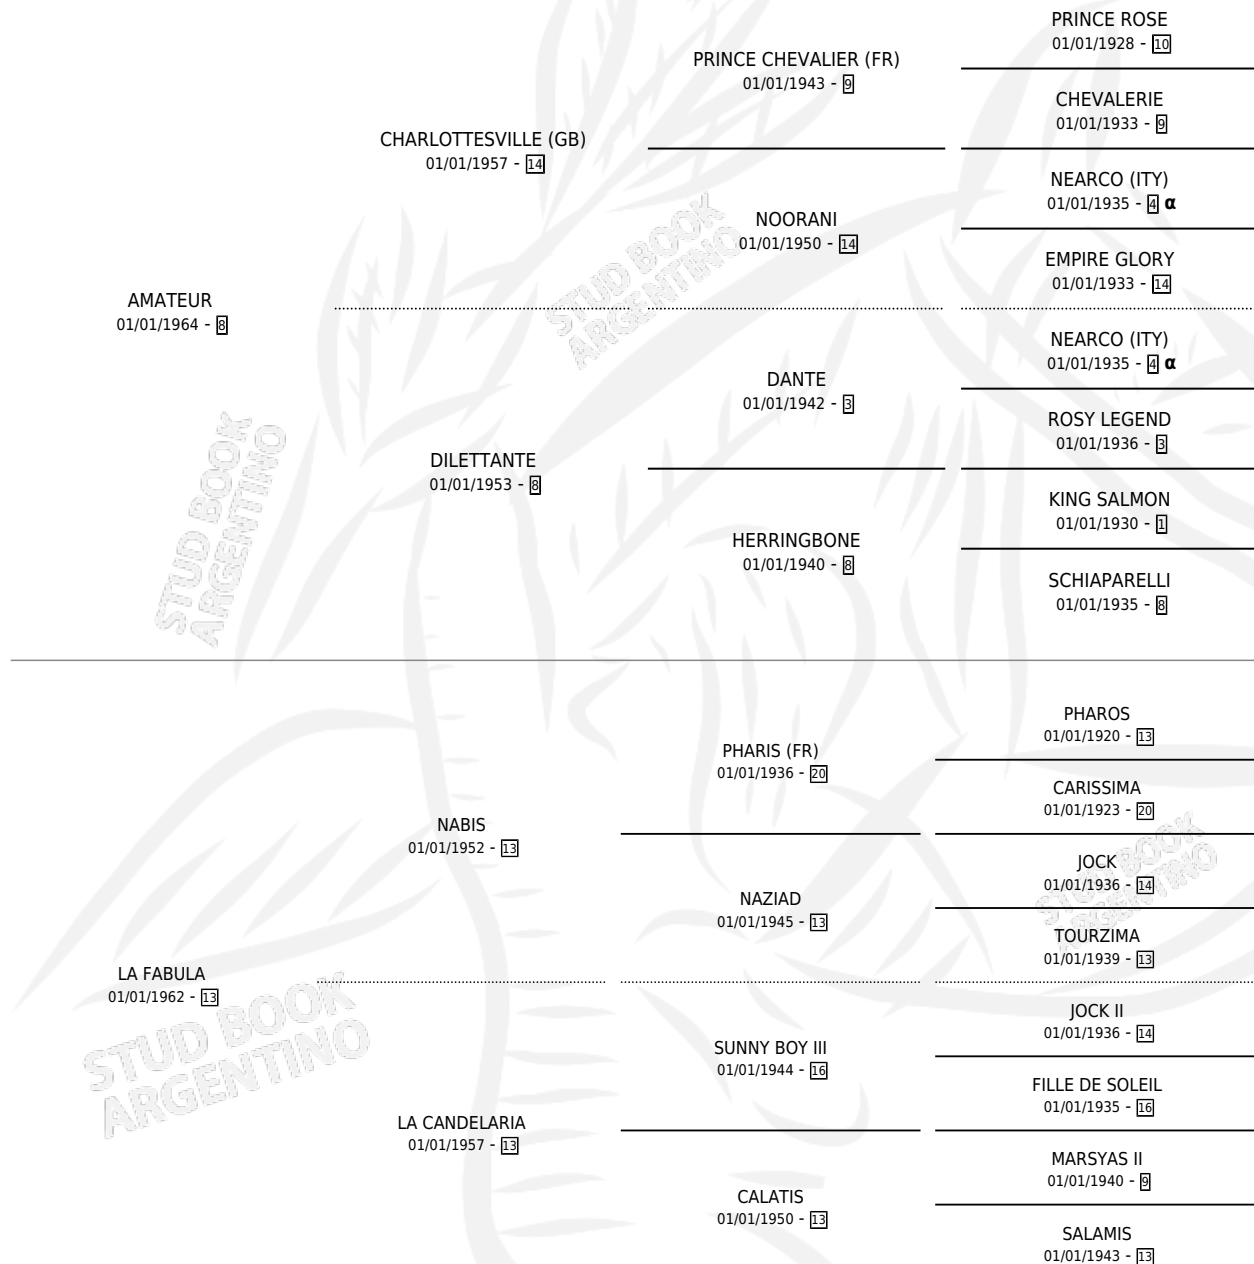 PRINCE ROSE
01/01/1928 - 10
PRINCE CHEVALIER (FR)
01/01/1943 - 9
CHEVALERIE
01/01/1933 - 9
CHARLOTTESVILLE (GB)
01/01/1957 - 14
NEARCO (ITY)
01/01/1935 - 4 α
NOORANI
01/01/1950 - 14
EMPIRE GLORY
01/01/1933 - 14
STUD BOOK
ARGENTINO
AMATEUR
01/01/1964 - 8
NEARCO (ITY)
01/01/1935 - 4 α
DANTE
01/01/1942 - 3
ROSY LEGEND
01/01/1936 - 3
DILETTANTE
01/01/1953 - 8
KING SALMON
01/01/1930 - 1
HERRINGBONE
01/01/1940 - 8
SCHIAPARELLI
01/01/1935 - 8
STUD BOOK
ARGENTINO
PHAROS
01/01/1920 - 13
PHARIS (FR)
01/01/1936 - 20
CARISSIMA
01/01/1923 - 20
NABIS
01/01/1952 - 13
JOCK
01/01/1936 - 14
NAZIAD
01/01/1945 - 13
TOURZIMA
01/01/1939 - 13
STUD BOOK
ARGENTINO
LA FABULA
01/01/1962 - 13
JOCK II
01/01/1936 - 14
SUNNY BOY III
01/01/1944 - 16
FILLE DE SOLEIL
01/01/1935 - 16
LA CANDELARIA
01/01/1957 - 13
MARSYAS II
01/01/1940 - 9
CALATIS
01/01/1950 - 13
SALAMIS
01/01/1943 - 13
STUD BOOK
ARGENTINO